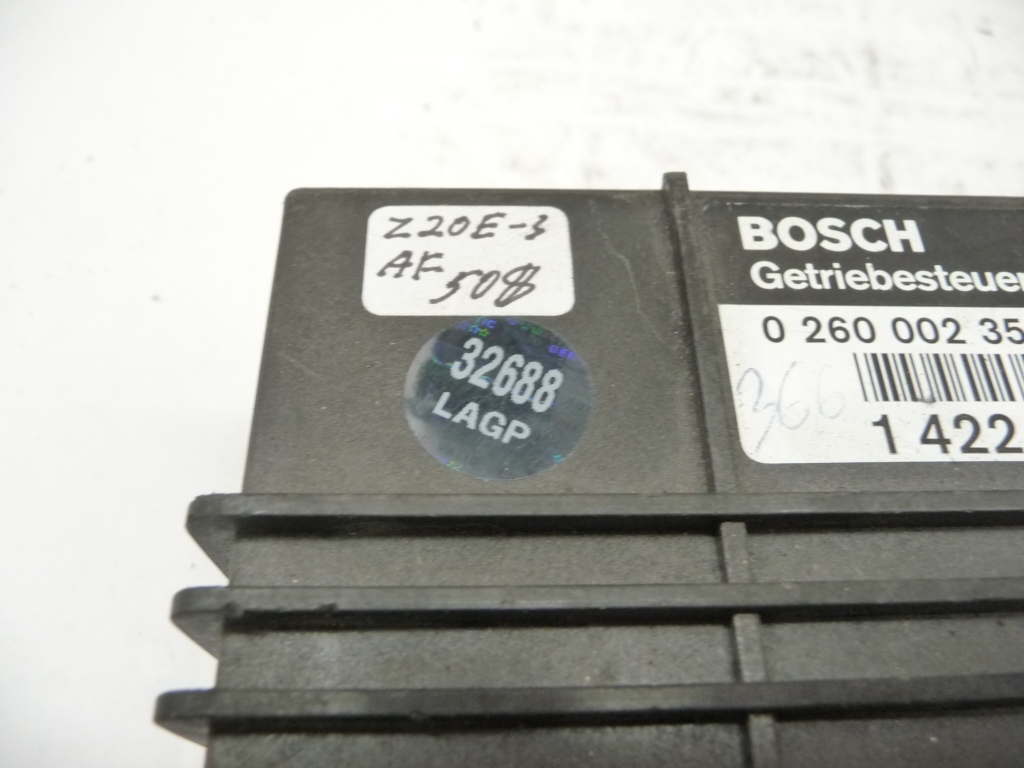 Z20E-3
AF 508
32688
LAGP
BOSCH
Getriebesteuer
0 260 002 35
366
1 422